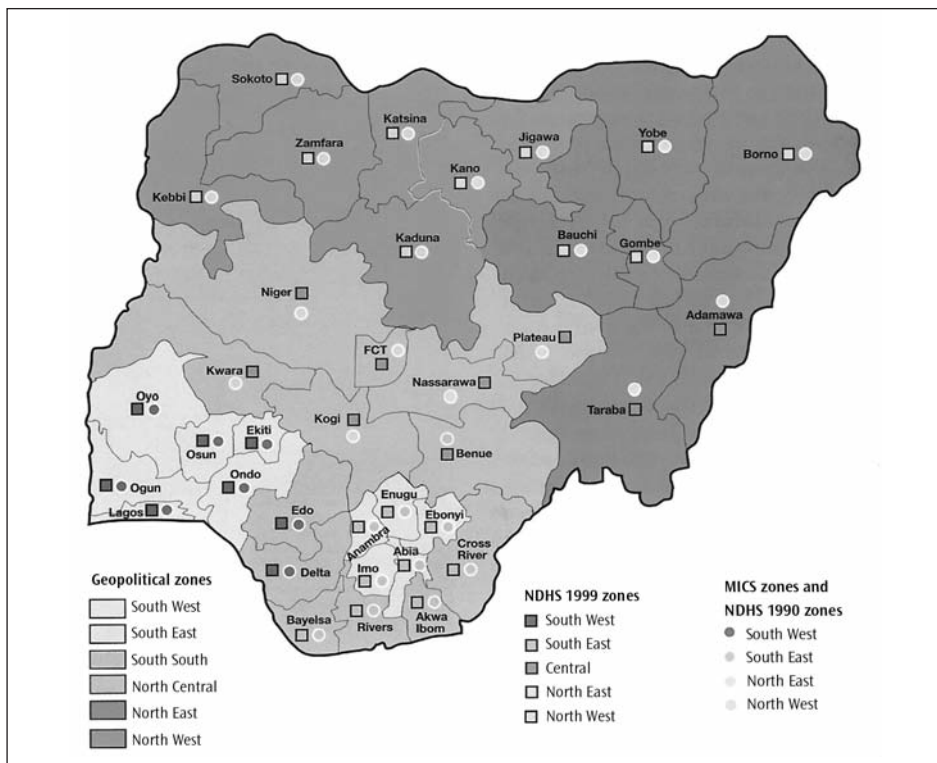 Sokoto
Katsina
Zamfara
Jigawa
Yobe
Kano
Borno
Kebbi
Kaduna
Bauchi
Gombe
Niger
Adamawa
FCT
Plateau
Kwara
Nassarawa
Oyo
Kogi
Taraba
Ekiti
Osun
Benue
Ondo
Ogun
Enugu
Lagos
Edo
Ebonyi
Anambra
Abia
Cross
River
Imo
Delta
Bayelsa
Rivers
Akwa
Ibom
Geopolitical zones
South West
South East
South South
North Central
North East
North West
NDHS 1999 zones
South West
South East
Central
North East
North West
MICS zones and
NDHS 1990 zones
South West
South East
North East
North West